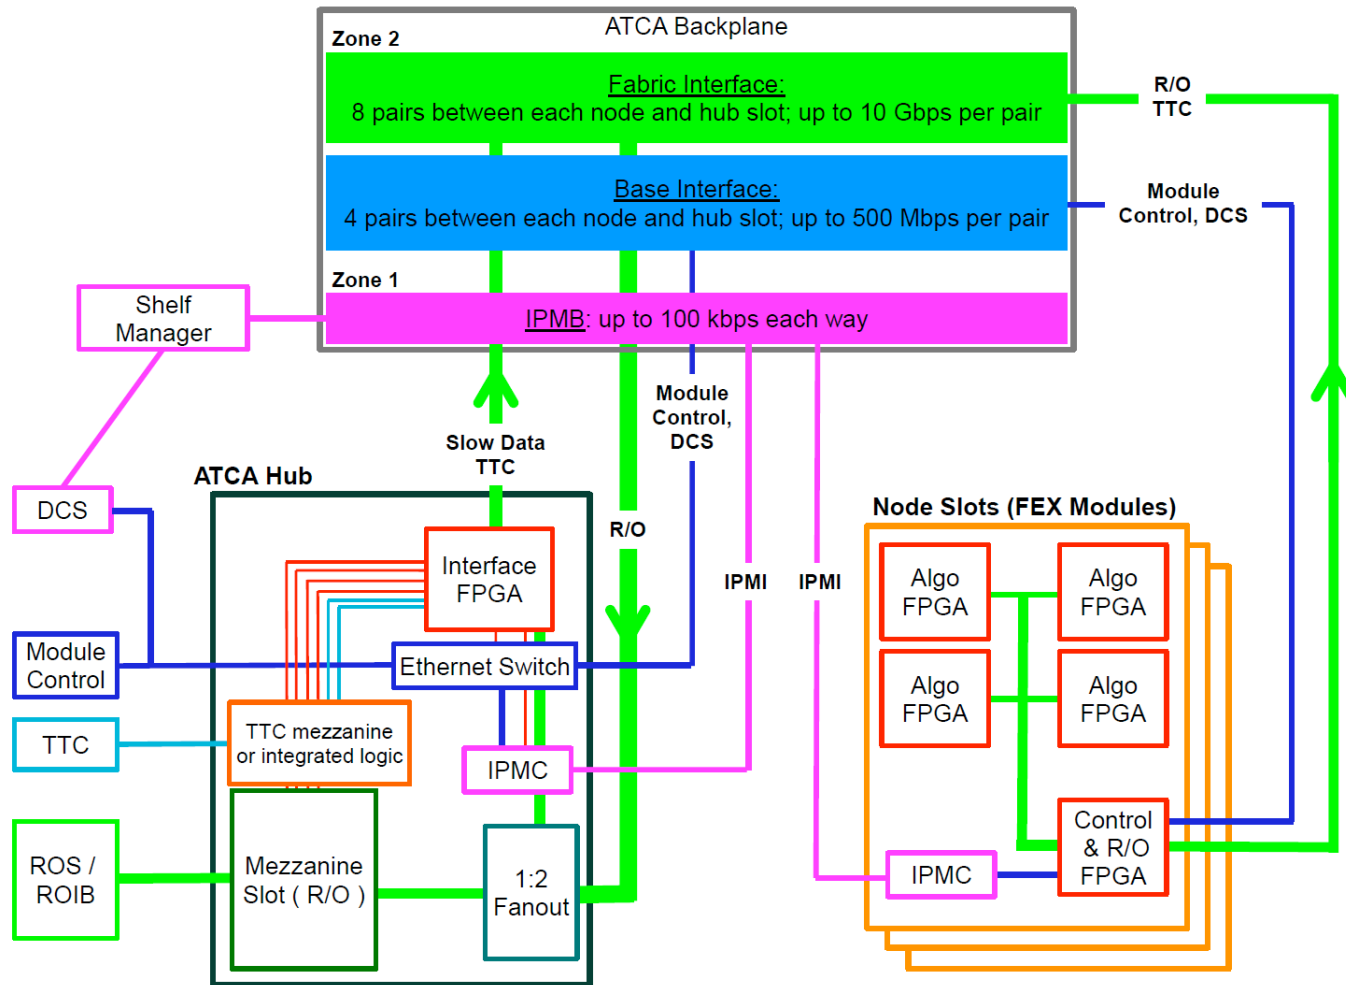 ATCA Backplane
Zone 2
Fabric Interface:
8 pairs between each node and hub slot; up to 10 Gbps per pair
R/O
TTC
Base Interface:
4 pairs between each node and hub slot; up to 500 Mbps per pair
Module
Control, DCS
Zone 1
IPMB: up to 100 kbps each way
Shelf
Manager
Module
Control,
DCS
Slow Data
TTC
ATCA Hub
DCS
R/O
Node Slots (FEX Modules)
Interface
FPGA
IPMI
IPMI
Algo
FPGA
Algo
FPGA
Module
Control
Ethernet Switch
Algo
FPGA
Algo
FPGA
TTC
TTC mezzanine
or integrated logic
IPMC
ROS /
ROIB
Mezzanine
Slot ( R/O )
1:2
Fanout
IPMC
Control
& R/O
FPGA